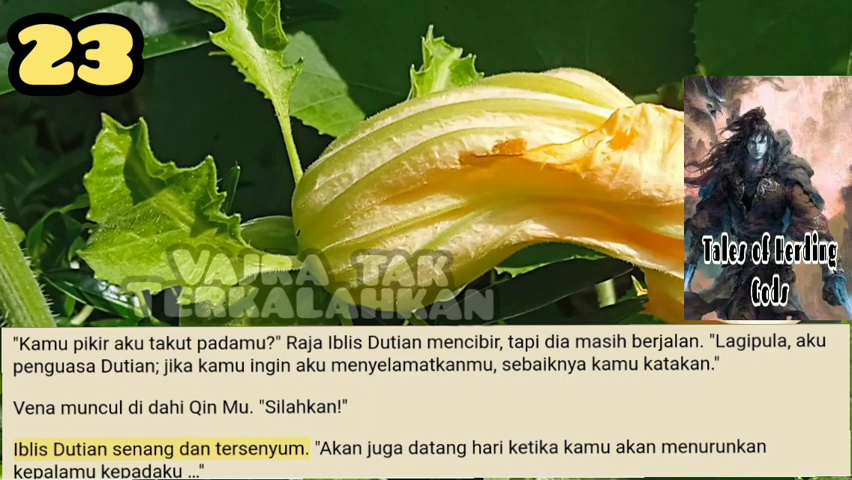 23
Tales of Herding
Gods
VAJRA TAK
TERKALAHKAN
"Kamu pikir aku takut padamu?" Raja Iblis Dutian mencibir, tapi dia masih berjalan. "Lagipula, aku
penguasa Dutian; jika kamu ingin aku menyelamatkanmu, sebaiknya kamu katakan."
Vena muncul di dahi Qin Mu. "Silahkan!"
Iblis Dutian senang dan tersenyum. "Akan juga datang hari ketika kamu akan menurunkan
kepalamu kepadaku ..."